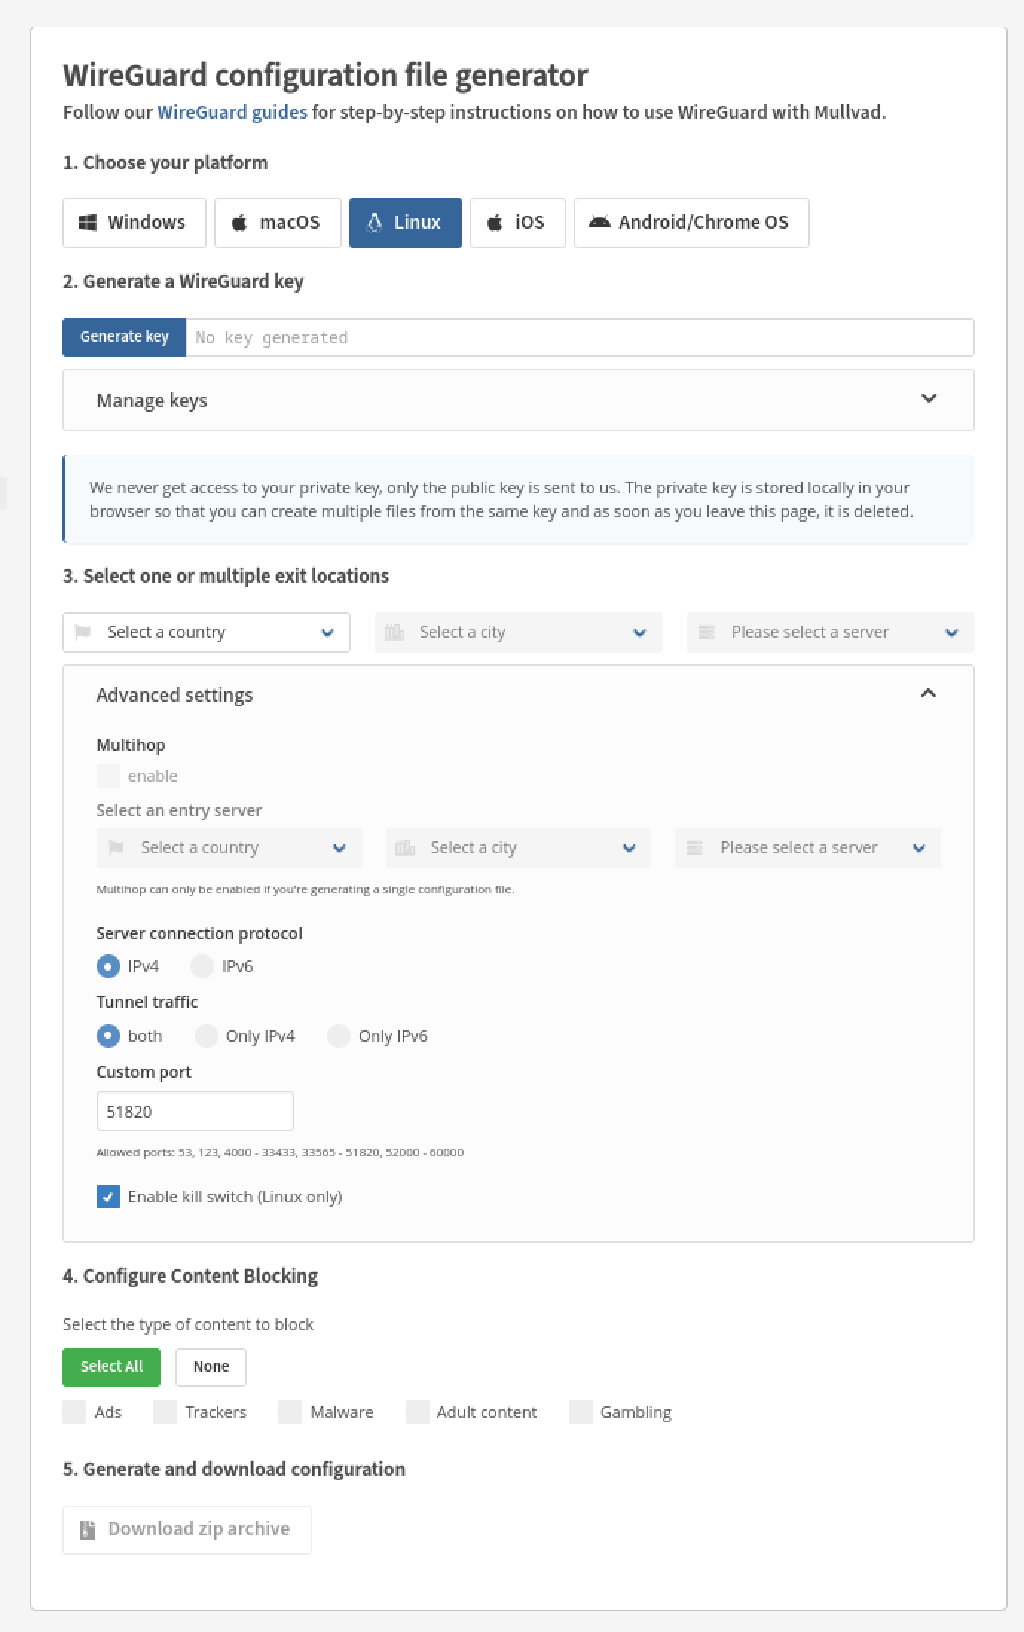 WireGuard configuration file generator
Follow our WireGuard guides for step-by-step instructions on how to use WireGuard with Mullvad.
1. Choose your platform
Windows macOS Linux iOS Android/Chrome OS
2. Generate a WireGuard key
Generate key No key generated
Manage keys
We never get access to your private key, only the public key is sent to us. The private key is stored locally in your
browser so that you can create multiple files from the same key and as soon as you leave this page, it is deleted.
3. Select one or multiple exit locations
Select a country Select a city Please select a server
Advanced settings
Multihop
enable
Select an entry server
Select a country Select a city Please select a server
Multihop can only be enabled if you're generating a single configuration file.
Server connection protocol
IPv4 IPv6
Tunnel traffic
both Only IPv4 Only IPv6
Custom port
51820
Allowed ports: 53, 123, 4000 - 33433, 33565 - 51820, 52000 - 60000
Enable kill switch (Linux only)
4. Configure Content Blocking
Select the type of content to block
Select All None
Ads Trackers Malware Adult content Gambling
5. Generate and download configuration
Download zip archive